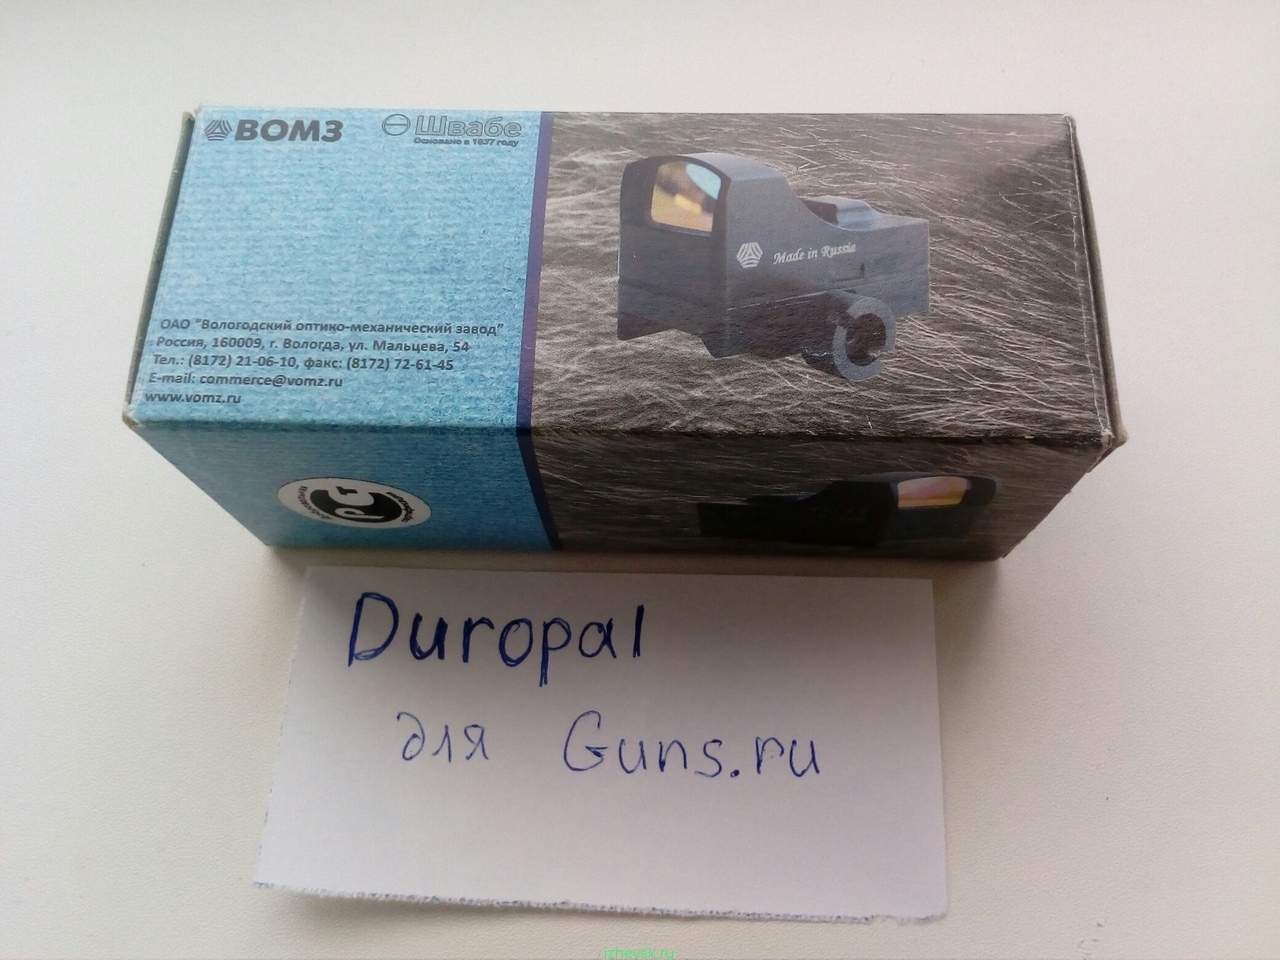 ВОМЗ
Швабе
Основано в 1837 году
Made in Russia
ОАО "Вологодский оптико-механический завод"
Россия, 160009, г. Вологда, ул. Мальцева, 54
Тел.: (8172) 21-06-10, факс: (8172) 72-61-45
E-mail: commerce@vomz.ru
www.vomz.ru
Duropal
для Guns.ru
izhevsk.ru